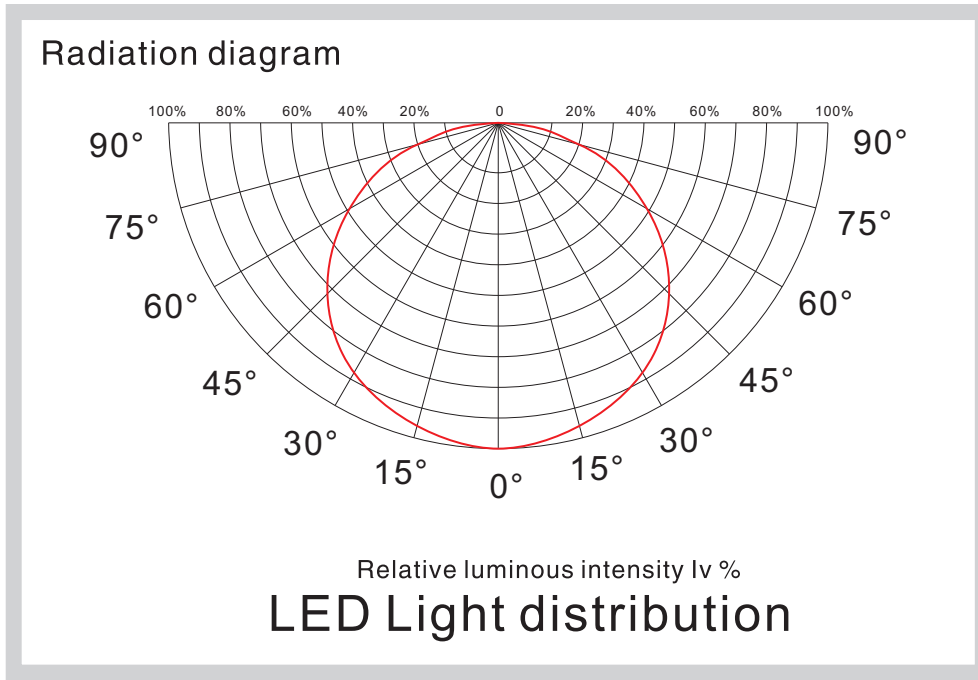 Radiation diagram
100% 80% 60% 40% 20% 0 20% 40% 60% 80% 100%
90° 90°
75° 75°
60° 60°
45° 45°
30° 30°
15° 15°
0°
Relative luminous intensity Iv %
LED Light distribution